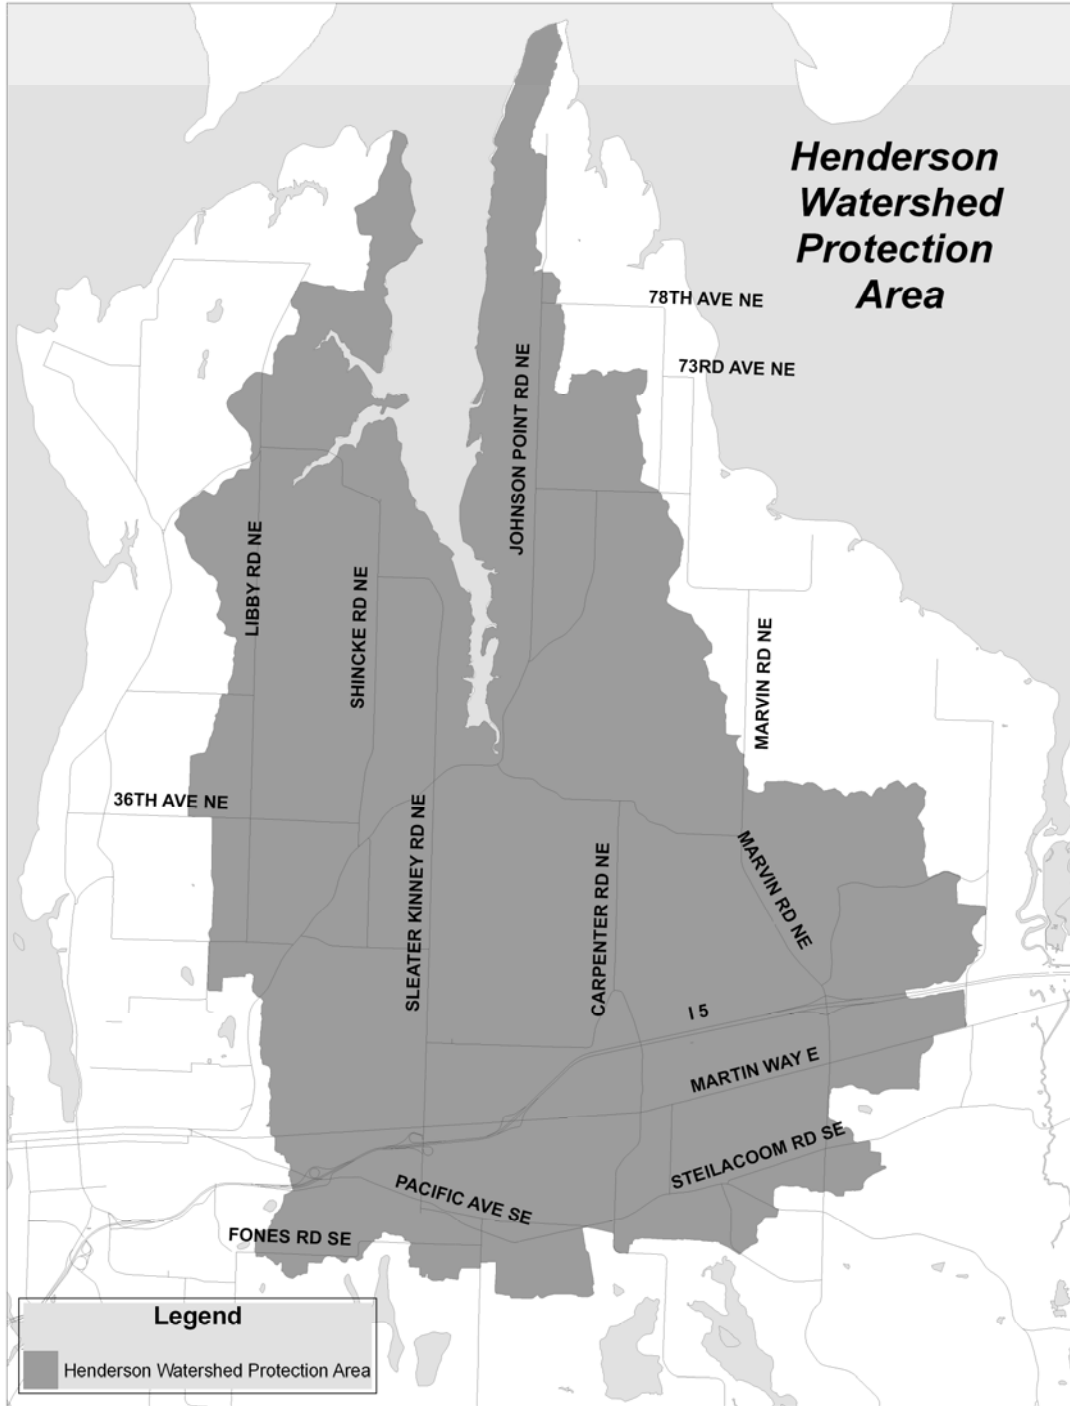 Henderson
Watershed
Protection
Area
78TH AVE NE
73RD AVE NE
JOHNSON POINT RD NE
LIBBY RD NE
SHINCKE RD NE
MARVIN RD NE
36TH AVE NE
SLEATER KINNEY RD NE
CARPENTER RD NE
MARVIN RD NE
I 5
MARTIN WAY E
STEILACOOM RD SE
PACIFIC AVE SE
FONES RD SE
Legend
Henderson Watershed Protection Area